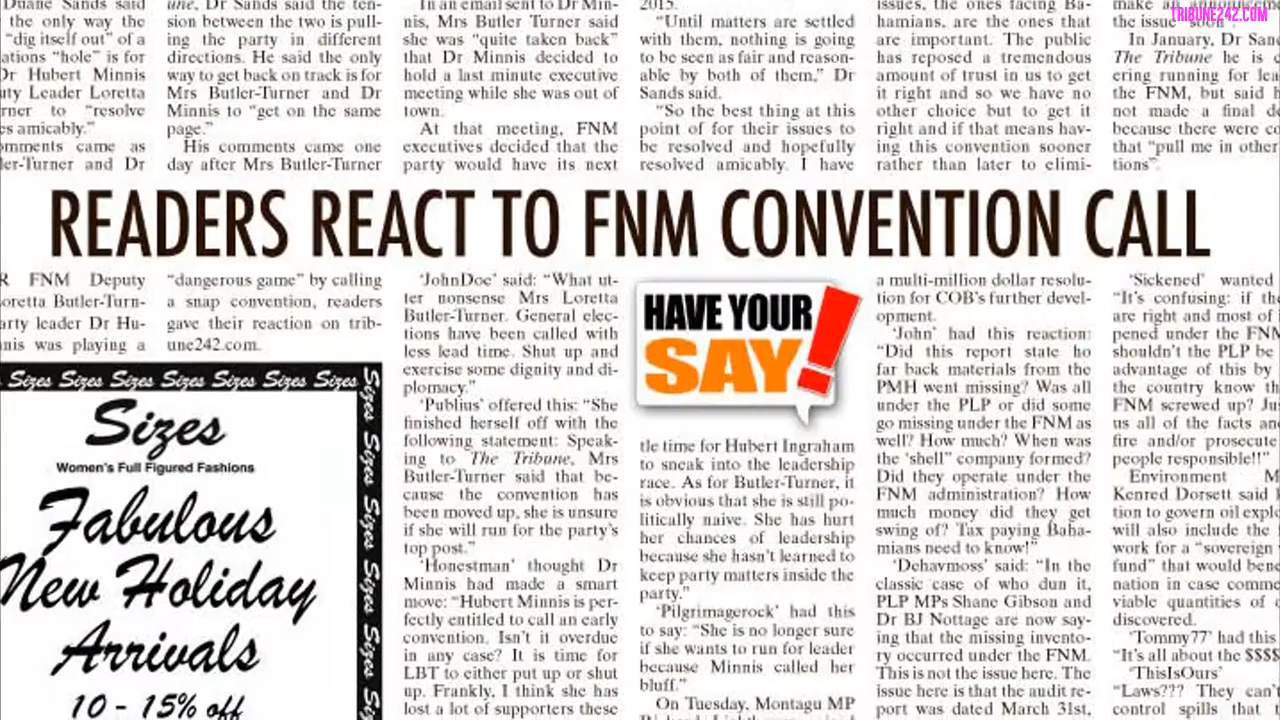 TRIBUNE242.COM
Duane Sands said
the only way the
"dig itself out" of a
ations "hole" is for
Dr Hubert Minnis
uty Leader Loretta
rner to "resolve
es amicably."
omments came as
ler-Turner and Dr
une, Dr Sands said the ten-
sion between the two is pull-
ing the party in different
directions. He said the only
way to get back on track is for
Mrs Butler-Turner and Dr
Minnis to "get on the same
page."
His comments came one
day after Mrs Butler-Turner
In an email sent to Dr Min-
nis, Mrs Butler Turner said
she was "quite taken back"
that Dr Minnis decided to
hold a last minute executive
meeting while she was out of
town.
At that meeting, FNM
executives decided that the
party would have its next
2015.
"Until matters are settled
with them, nothing is going
to be seen as fair and reason-
able by both of them," Dr
Sands said.
"So the best thing at this
point of for their issues to
be resolved and hopefully
resolved amicably. I have
issues, the ones facing Ba-
hamians, are the ones that
are important. The public
has reposed a tremendous
amount of trust in us to get
it right and so we have no
other choice but to get it
right and if that means hav-
ing this convention sooner
rather than later to elimi-
make an
the issue soon
In January, Dr Sand
The Tribune he is c
ering running for lea
the FNM, but said h
not made a final d
because there were co
that "pull me in other
tions".
READERS REACT TO FNM CONVENTION CALL
R FNM Deputy
oretta Butler-Turn-
arty leader Dr Hu-
nis was playing a
"dangerous game" by calling
a snap convention, readers
gave their reaction on trib-
une242.com.
Sizes Sizes Sizes Sizes Sizes Sizes Sizes
Sizes Sizes Sizes Sizes Sizes Sizes
Sizes
Women's Full Figured Fashions
Fabulous
New Holiday
Arrivals
10 - 15% off
'JohnDoe' said: "What ut-
ter nonsense Mrs Loretta
Butler-Turner. General elec-
tions have been called with
less lead time. Shut up and
exercise some dignity and di-
plomacy."
'Publius' offered this: "She
finished herself off with the
following statement: Speak-
ing to The Tribune, Mrs
Butler-Turner said that be-
cause the convention has
been moved up, she is unsure
if she will run for the party's
top post."
'Honestman' thought Dr
Minnis had made a smart
move: "Hubert Minnis is per-
fectly entitled to call an early
convention. Isn't it overdue
in any case? It is time for
LBT to either put up or shut
up. Frankly, I think she has
lost a lot of supporters these
HAVE YOUR
SAY!
tle time for Hubert Ingraham
to sneak into the leadership
race. As for Butler-Turner, it
is obvious that she is still po-
litically naive. She has hurt
her chances of leadership
because she hasn't learned to
keep party matters inside the
party."
'Pilgrimagerock' had this
to say: "She is no longer sure
if she wants to run for leader
because Minnis called her
bluff."
On Tuesday, Montagu MP
a multi-million dollar resolu-
tion for COB's further devel-
opment.
'John' had this reaction:
"Did this report state ho
far back materials from the
PMH went missing? Was all
under the PLP or did some
go missing under the FNM as
well? How much? When was
the 'shell" company formed?
Did they operate under the
FNM administration? How
much money did they get
swing of? Tax paying Baha-
mians need to know!"
'Dehavmoss' said: "In the
classic case of who dun it,
PLP MPs Shane Gibson and
Dr BJ Nottage are now say-
ing that the missing invento-
ry occurred under the FNM.
This is not the issue here. The
issue here is that the audit re-
port was dated March 31st,
'Sickened' wanted
"It's confusing: if th
are right and most of
pened under the FNM
shouldn't the PLP be
advantage of this by
the country know th
FNM screwed up? Ju
us all of the facts an
fire and/or prosecute
people responsible!!"
Environment M
Kenred Dorsett said
tion to govern oil expl
will also include the
work for a "sovereign
fund" that would bene
nation in case comme
viable quantities of
discovered.
'Tommy77' had this
"It's all about the $$$$
'ThisIsOurs'
"Laws??? They can'
control spills that